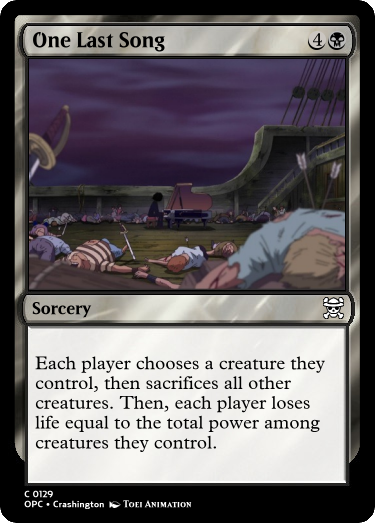 One Last Song 4
Sorcery
Each player chooses a creature they
control, then sacrifices all other
creatures. Then, each player loses
life equal to the total power among
creatures they control.
C 0129
OPC • Crashington TOEI ANIMATION